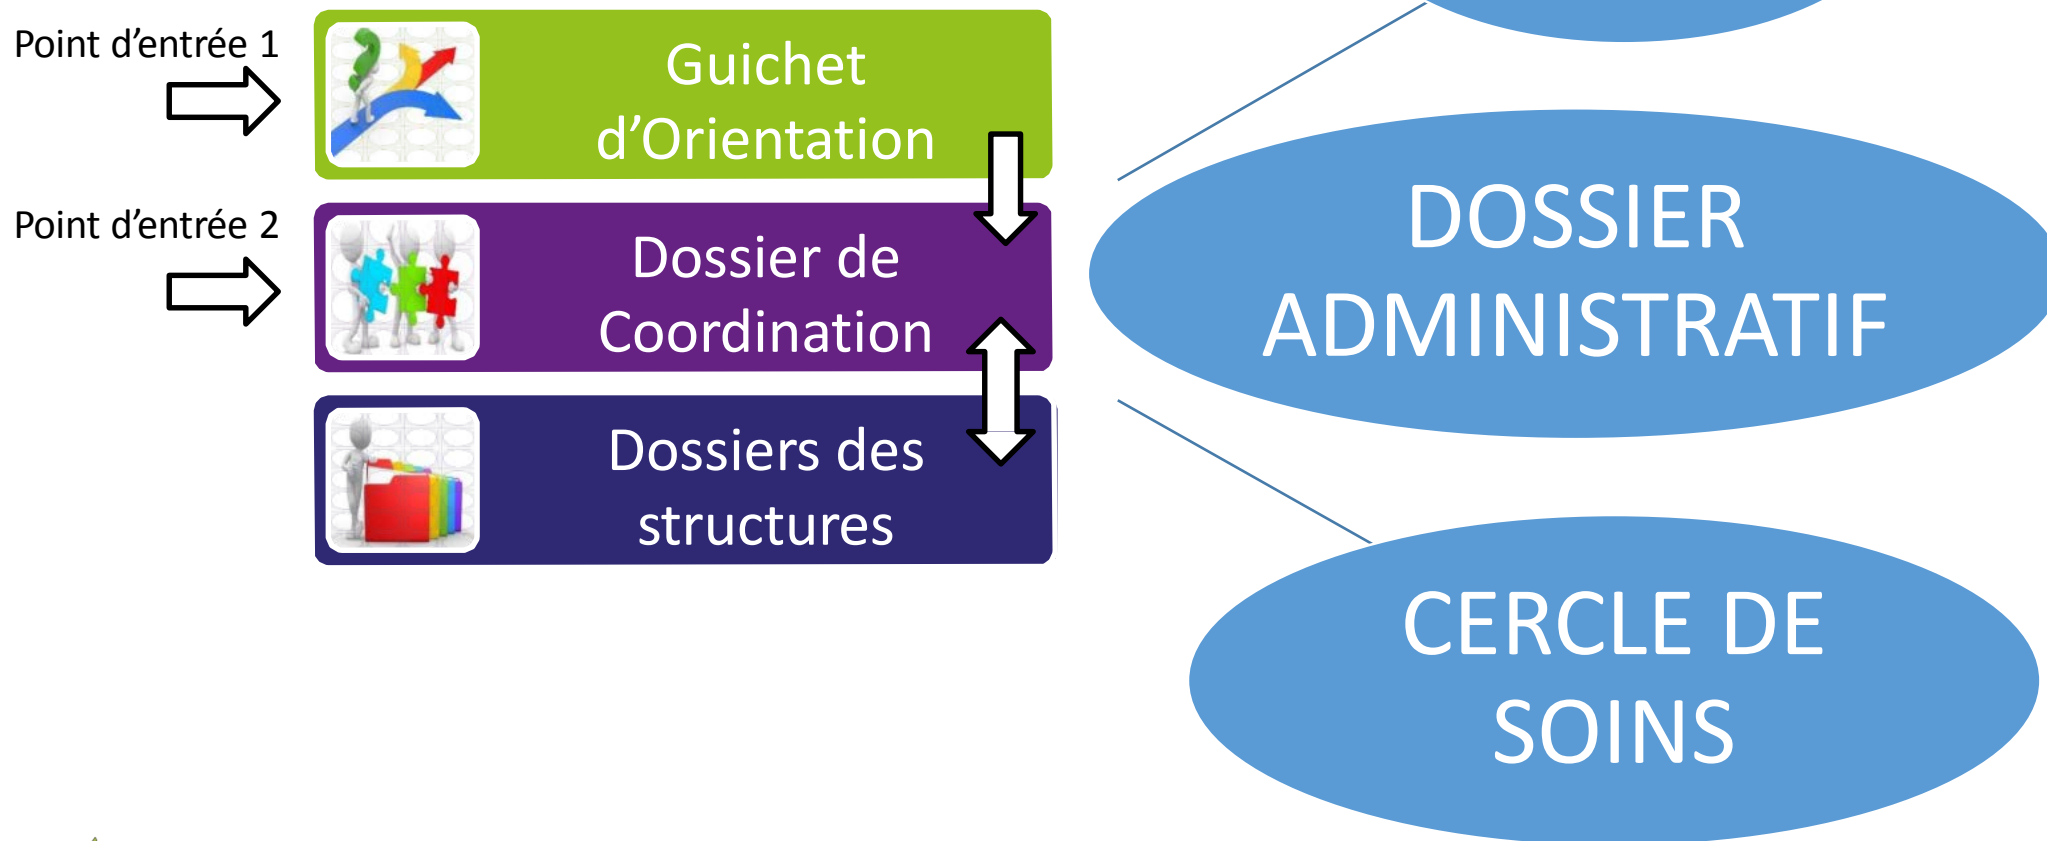 Point d’entrée 1
Guichet
d’Orientation
Point d’entrée 2
Dossier de
Coordination
Dossiers des
structures
DOSSIER
ADMINISTRATIF
CERCLE DE
SOINS